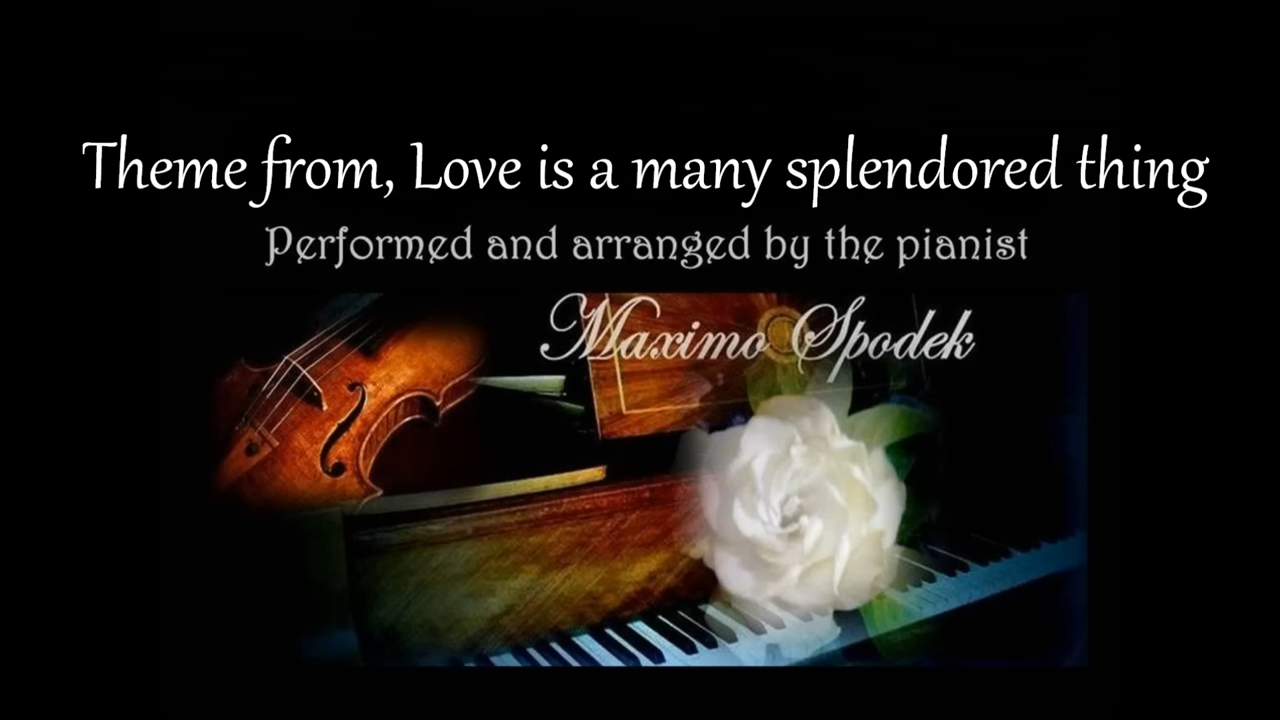 Theme from, Love is a many splendored thing
Performed and arranged by the pianist
Maximo Spodek